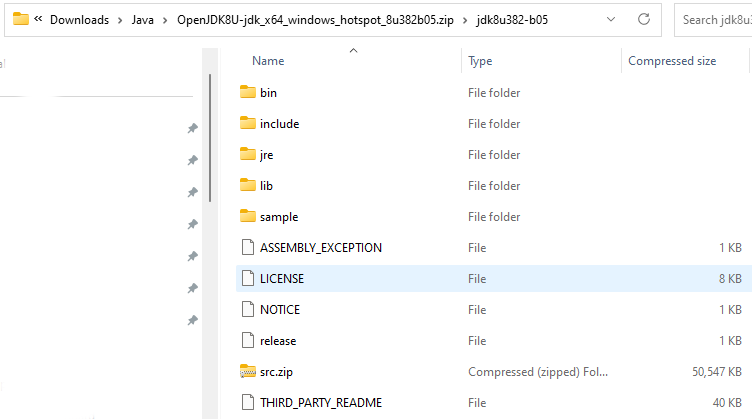 « Downloads > Java > OpenJDK8U-jdk_x64_windows_hotspot_8u382b05.zip > jdk8u382-b05
Search jdk8u3
Name Type Compressed size
bin File folder
include File folder
jre File folder
lib File folder
sample File folder
ASSEMBLY_EXCEPTION File 1 KB
LICENSE File 8 KB
NOTICE File 1 KB
release File 1 KB
src.zip Compressed (zipped) Fol... 50,547 KB
THIRD_PARTY_README File 40 KB